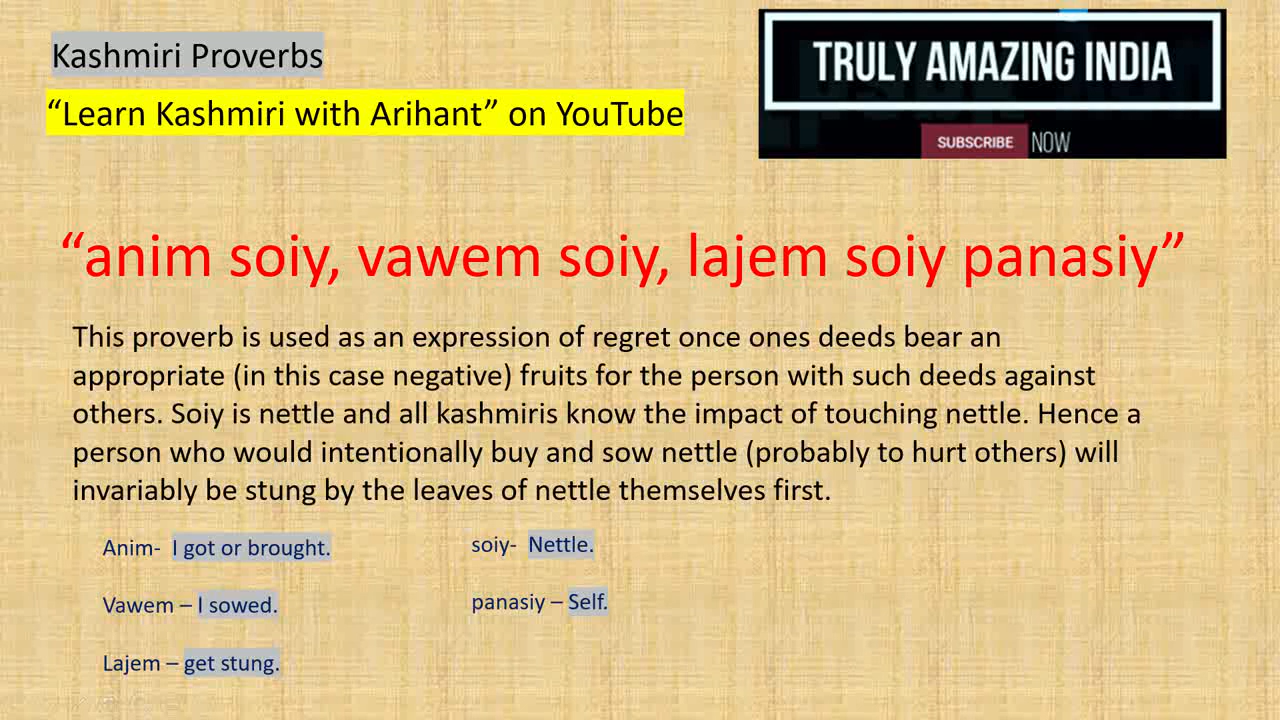 Kashmiri Proverbs
“Learn Kashmiri with Arihant” on YouTube
TRULY AMAZING INDIA
SUBSCRIBE NOW
“anim soiy, vawem soiy, lajem soiy panasiy”
This proverb is used as an expression of regret once ones deeds bear an
appropriate (in this case negative) fruits for the person with such deeds against
others. Soiy is nettle and all kashmiris know the impact of touching nettle. Hence a
person who would intentionally buy and sow nettle (probably to hurt others) will
invariably be stung by the leaves of nettle themselves first.
Anim- I got or brought.
soiy- Nettle.
Vawem – I sowed.
panasiy – Self.
Lajem – get stung.